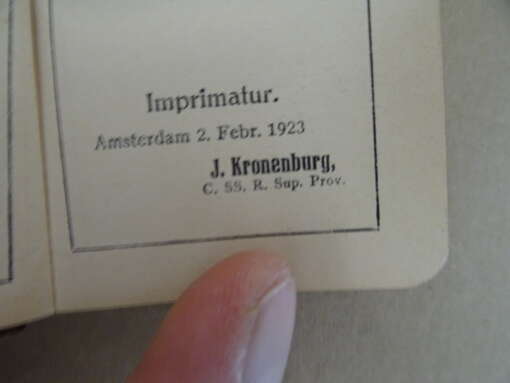 Imprimatur.
Amsterdam 2. Febr. 1923
J. Kronenburg,
C. SS. R. Sup. Prov.